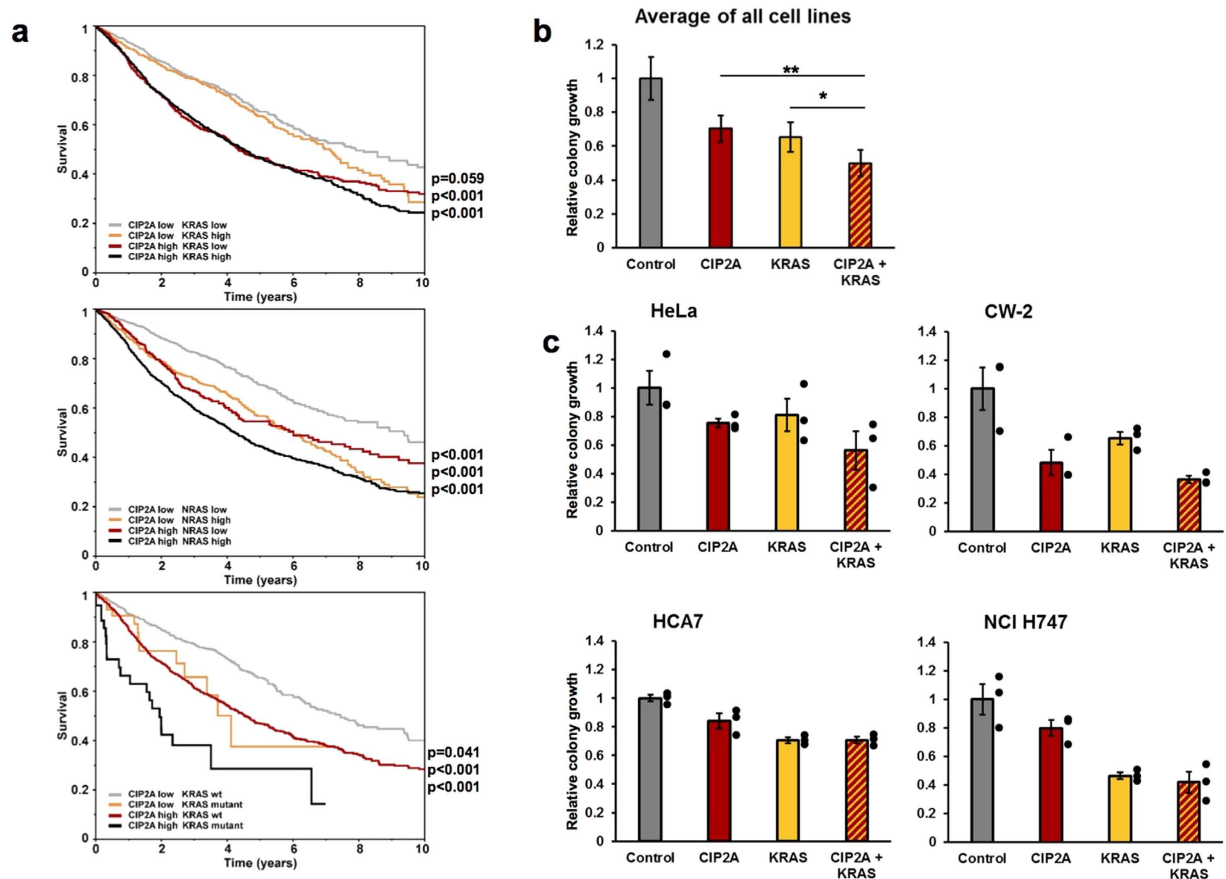 a
1
0.8
0.6
0.4
0.2
0
Survival
p=0.059
p<0.001
p<0.001
CIP2A low KRAS low
CIP2A low KRAS high
CIP2A high KRAS low
CIP2A high KRAS high
0 2 4 6 8 10
Time (years)
1
0.8
0.6
0.4
0.2
0
Survival
p<0.001
p<0.001
p<0.001
CIP2A low NRAS low
CIP2A low NRAS high
CIP2A high NRAS low
CIP2A high NRAS high
0 2 4 6 8 10
Time (years)
1
0.8
0.6
0.4
0.2
0
Survival
p=0.041
p<0.001
p<0.001
CIP2A low KRAS wt
CIP2A low KRAS mutant
CIP2A high KRAS wt
CIP2A high KRAS mutant
0 2 4 6 8 10
Time (years)
b
Average of all cell lines
Relative colony growth
1.2
1
0.8
0.6
0.4
0.2
0
**
*
Control CIP2A KRAS CIP2A +
KRAS
c
HeLa
Relative colony growth
1.4
1.2
1
0.8
0.6
0.4
0.2
0
Control CIP2A KRAS CIP2A +
KRAS
CW-2
1.4
1.2
1
0.8
0.6
0.4
0.2
0
Control CIP2A KRAS CIP2A +
KRAS
HCA7
Relative colony growth
1.4
1.2
1
0.8
0.6
0.4
0.2
0
Control CIP2A KRAS CIP2A +
KRAS
NCI H747
1.4
1.2
1
0.8
0.6
0.4
0.2
0
Control CIP2A KRAS CIP2A +
KRAS